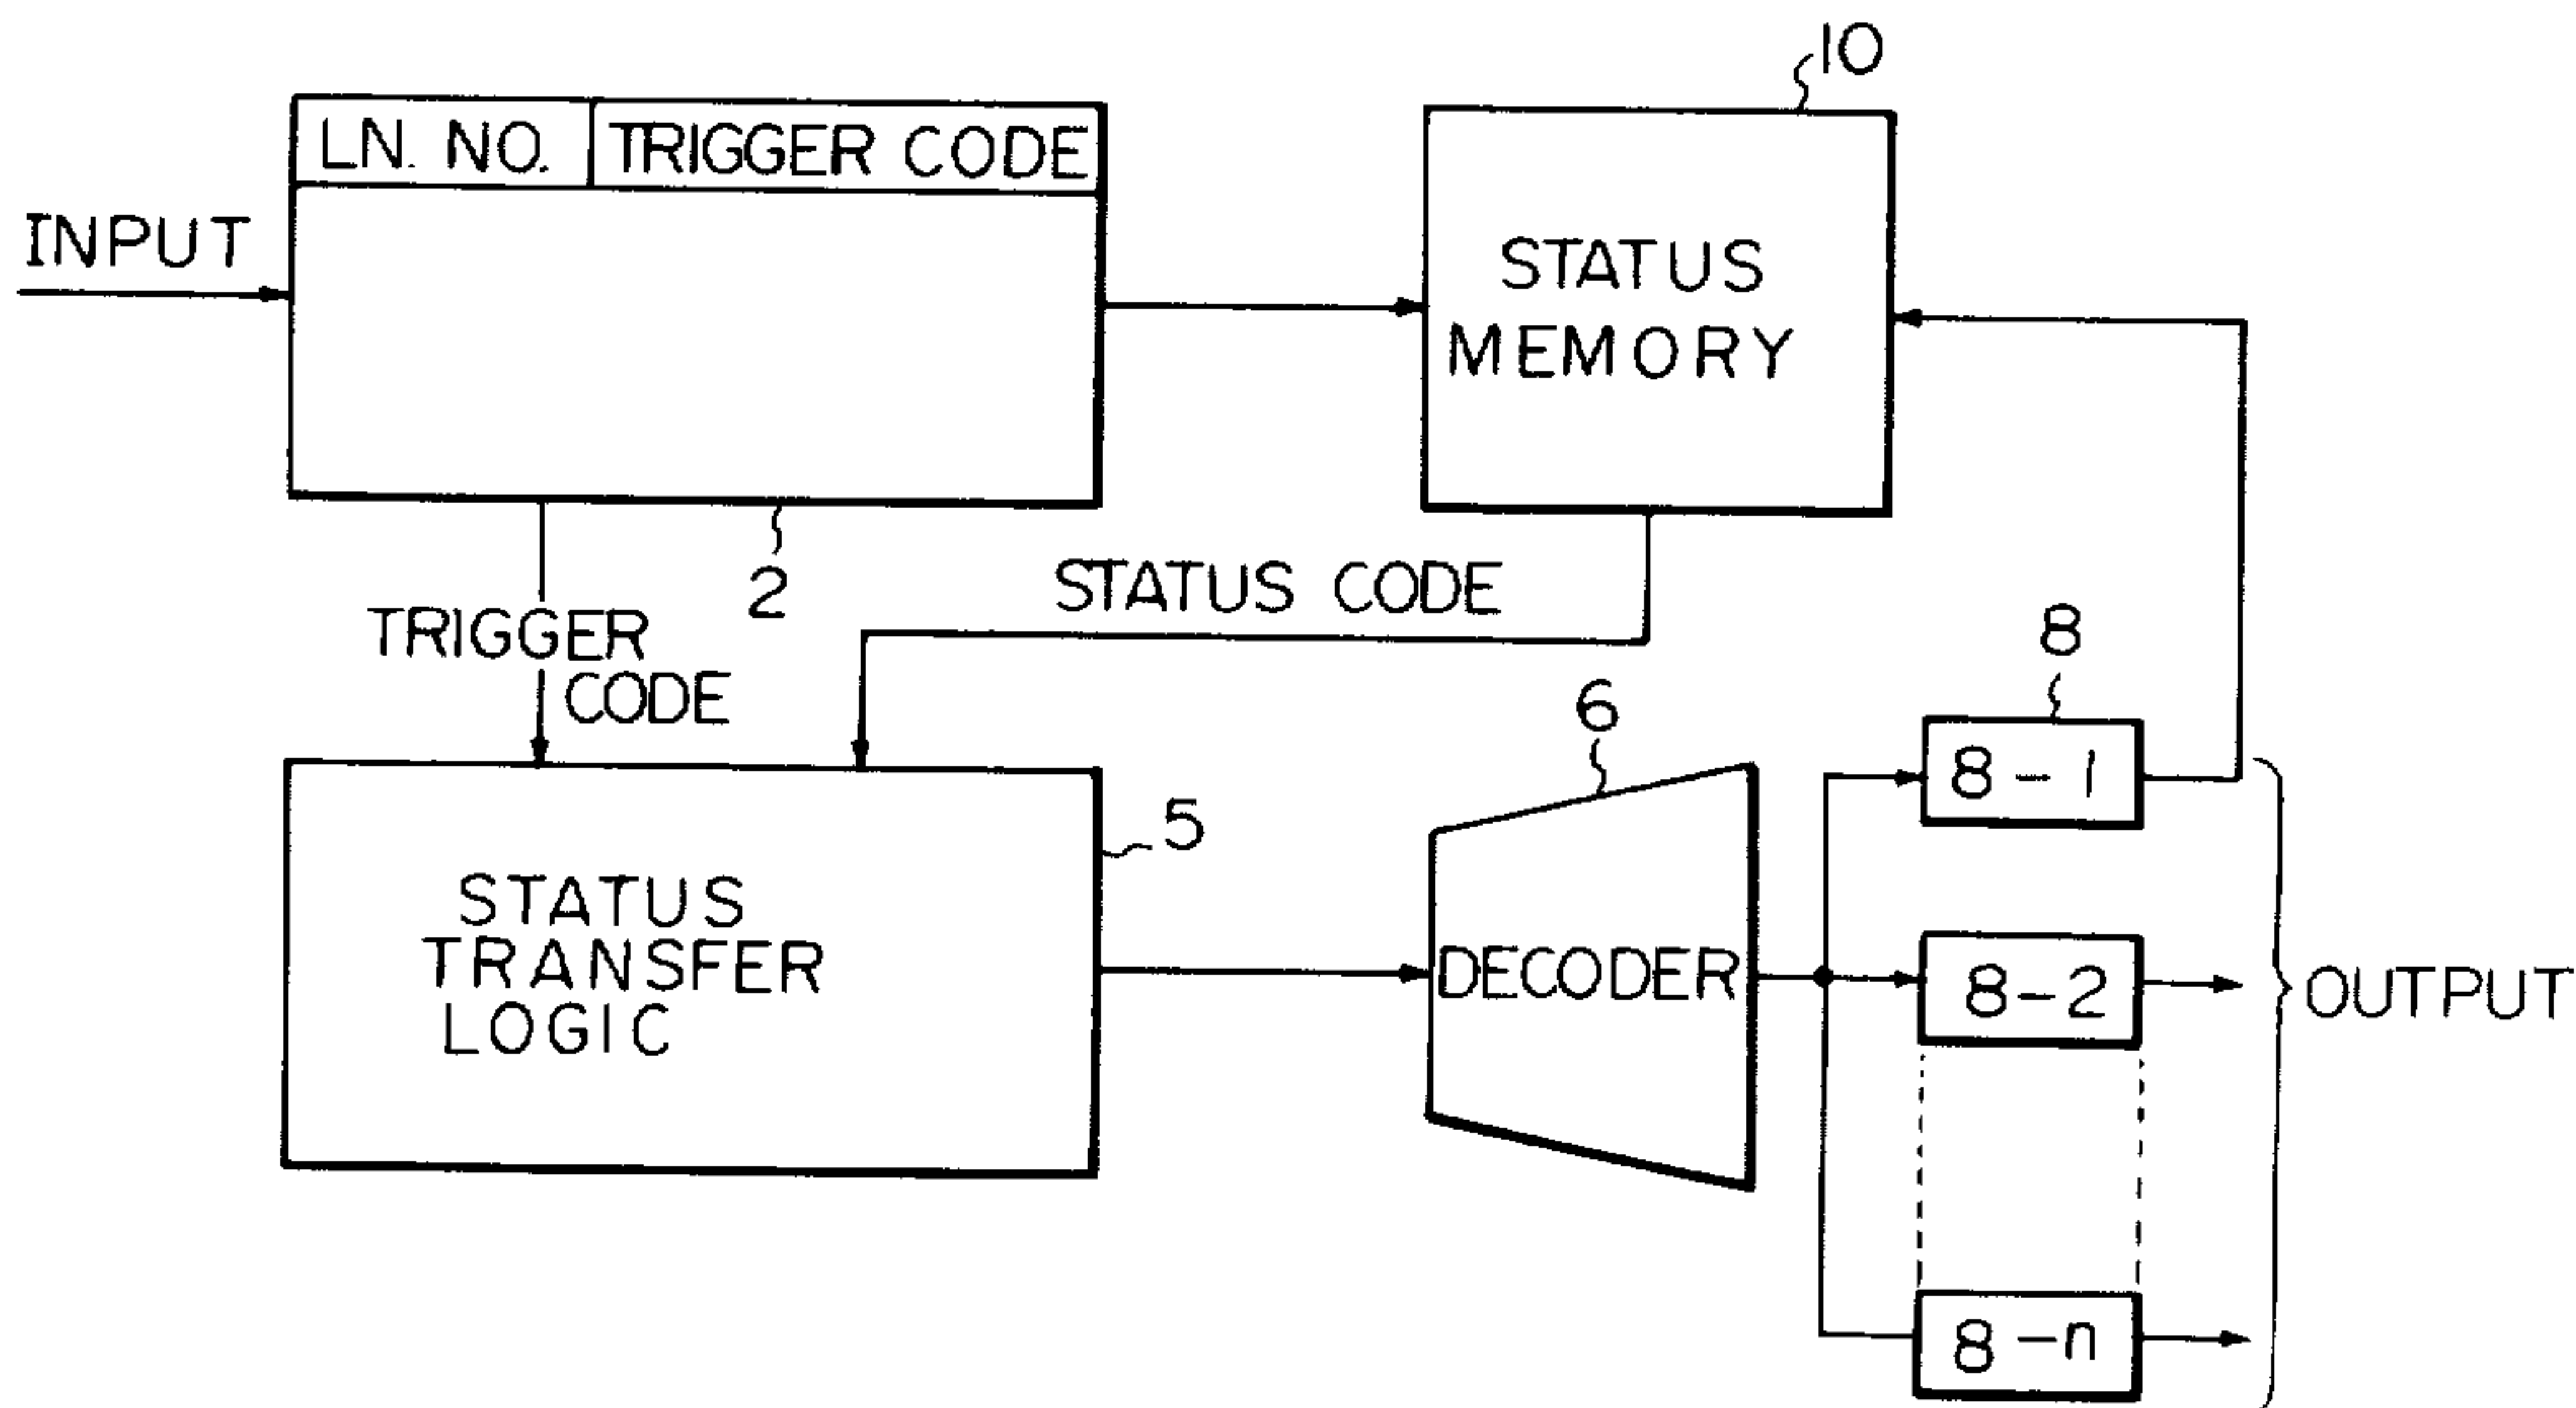 10
LN. NO. TRIGGER CODE
INPUT
STATUS
MEMORY
2
STATUS CODE
TRIGGER
CODE
8
6
8-1
5
STATUS
TRANSFER
LOGIC
DECODER
8-2
OUTPUT
8-n